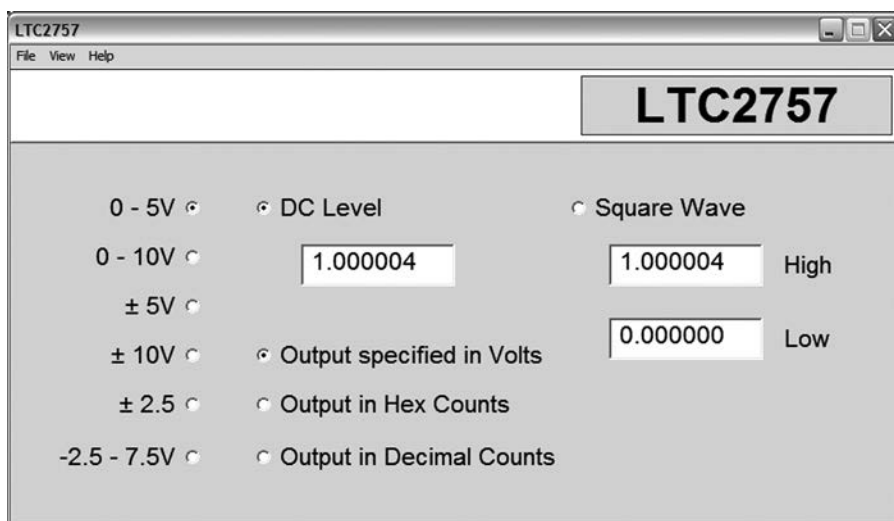 LTC2757
File View Help
LTC2757
0 - 5V DC Level Square Wave
0 - 10V 1.000004 1.000004 High
± 5V
0.000000 Low
± 10V Output specified in Volts
± 2.5 Output in Hex Counts
-2.5 - 7.5V Output in Decimal Counts